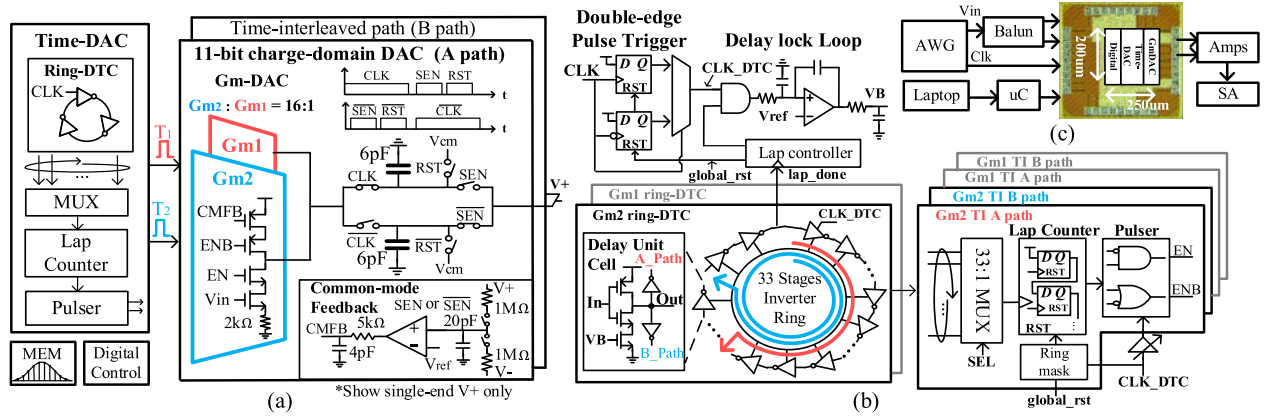 Time-DAC
Ring-DTC
CLK
MUX
Lap
Counter
Pulser
MEM
Digital
Control
T1
T2
Time-interleaved path (B path)
11-bit charge-domain DAC (A path)
Gm-DAC
Gm2 : Gm1 = 16:1
Gm1
Gm2
CMFB
ENB
EN
Vin
2kΩ
CLK SEN RST
t
SEN RST CLK
t
6pF
Vcm
CLK
RST
SEN
V+
CLK
RST
SEN
6pF
Vcm
Common-mode
Feedback
SEN or SEN
CMFB
5kΩ
4pF
Vref
20pF
V+
1MΩ
1MΩ
V-
*Show single-end V+ only
(a)
Double-edge
Pulse Trigger
CLK
D Q
RST
D Q
RST
Delay lock Loop
CLK_DTC
Vref
VB
Lap controller
global_rst
lap_done
Gm1 ring-DTC
Gm2 ring-DTC
CLK_DTC
Delay Unit
Cell
A_Path
In
Out
VB
B_Path
33 Stages
Inverter
Ring
(b)
Gm1 TI B path
Gm1 TI A path
Gm2 TI B path
Gm2 TI A path
33:1 MUX
SEL
Lap Counter
D Q
RST
D Q
RST
RST
Pulser
EN
ENB
Ring
mask
CLK_DTC
global_rst
AWG
Vin
Balun
Clk
Laptop
uC
200um
Digital
Time-
DAC
GmDAC
250um
Amps
SA
(c)